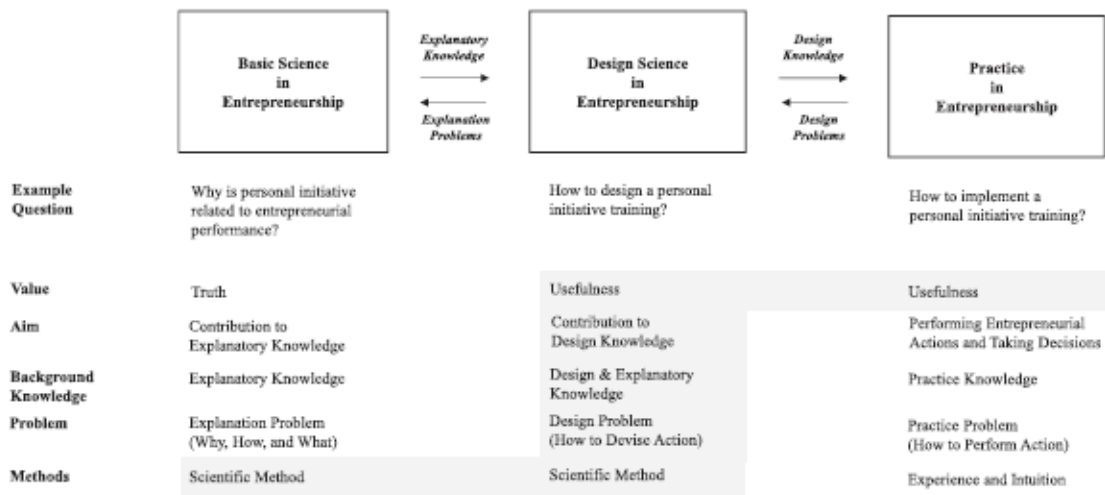 Basic Science
in
Entrepreneurship
Explanatory
Knowledge
Explanation
Problems
Design Science
in
Entrepreneurship
Design
Knowledge
Design
Problems
Practice
in
Entrepreneurship
Example
Question
Why is personal initiative
related to entrepreneurial
performance?
How to design a personal
initiative training?
How to implement a
personal initiative training?
Value
Truth
Usefulness
Usefulness
Aim
Contribution to
Explanatory Knowledge
Contribution to
Design Knowledge
Performing Entrepreneurial
Actions and Taking Decisions
Background
Knowledge
Explanatory Knowledge
Design & Explanatory
Knowledge
Practice Knowledge
Problem
Explanation Problem
(Why, How, and What)
Design Problem
(How to Devise Action)
Practice Problem
(How to Perform Action)
Methods
Scientific Method
Scientific Method
Experience and Intuition